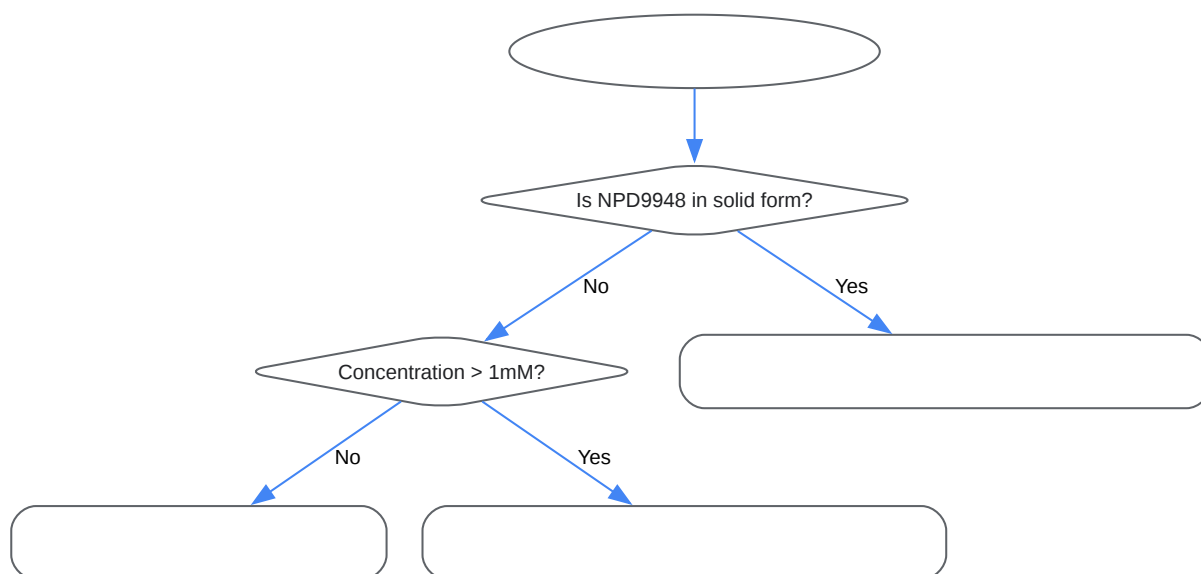 Is NPD9948 in solid form?
No
Yes
Concentration > 1mM?
No
Yes